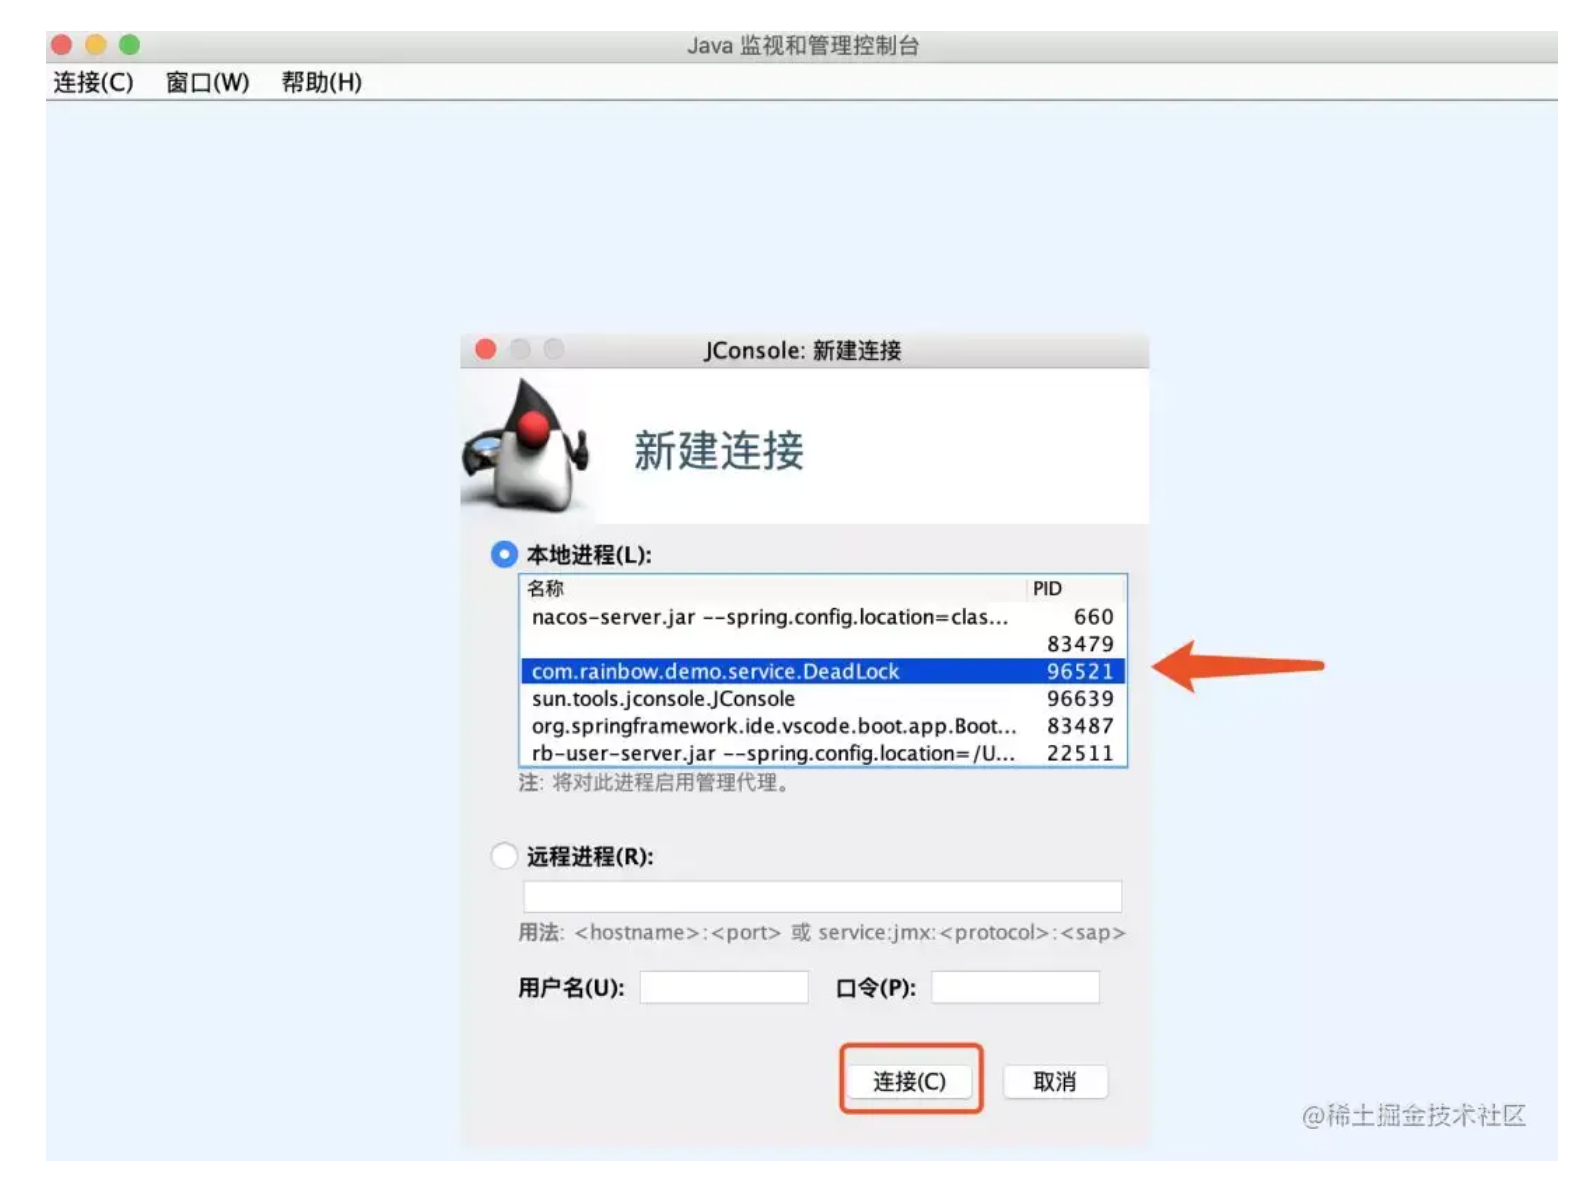 Java 监视和管理控制台
连接(C) 窗口(W) 帮助(H)
JConsole: 新建连接
新建连接
本地进程(L):
名称 PID
nacos-server.jar --spring.config.location=clas... 660
83479
com.rainbow.demo.service.DeadLock 96521
sun.tools.jconsole.JConsole 96639
org.springframework.ide.vscode.boot.app.Boot... 83487
rb-user-server.jar --spring.config.location=/U... 22511
注: 将对此进程启用管理代理。
远程进程(R):
用法: <hostname>:<port> 或 service:jmx:<protocol>:<sap>
用户名(U): 口令(P):
连接(C) 取消
@稀土掘金技术社区